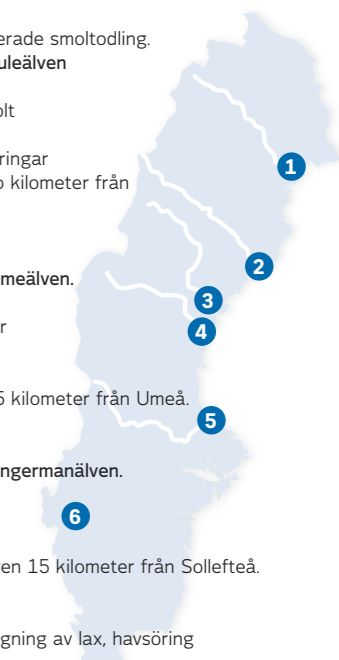 erade smoltodling.
uleälven
olt
1
ringar
kilometer från
2
meälven.
3
r
4
kilometer från Umeå.
5
ngermanälven.
6
en 15 kilometer från Sollefteå.
gning av lax, havsöring